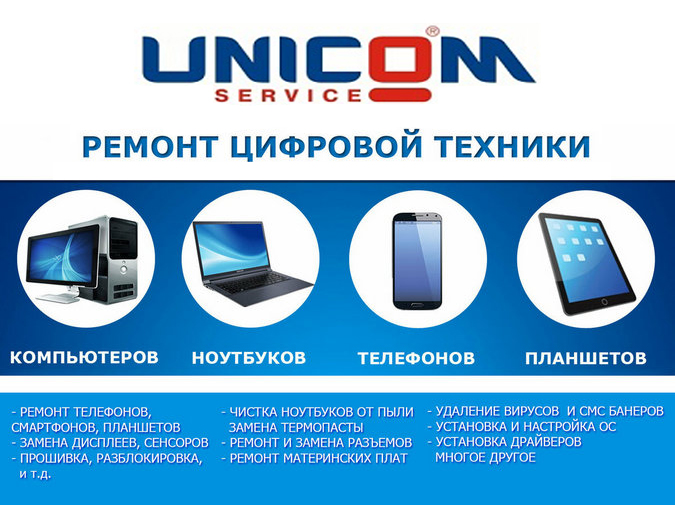 UNICOM®
SERVICE
РЕМОНТ ЦИФРОВОЙ ТЕХНИКИ
КОМПЬЮТЕРОВ
НОУТБУКОВ
ТЕЛЕФОНОВ
ПЛАНШЕТОВ
- РЕМОНТ ТЕЛЕФОНОВ,
СМАРТФОНОВ, ПЛАНШЕТОВ
- ЗАМЕНА ДИСПЛЕЕВ, СЕНСОРОВ
- ПРОШИВКА, РАЗБЛОКИРОВКА,
и т.д.
- ЧИСТКА НОУТБУКОВ ОТ ПЫЛИ
ЗАМЕНА ТЕРМОПАСТЫ
- РЕМОНТ И ЗАМЕНА РАЗЪЕМОВ
- РЕМОНТ МАТЕРИНСКИХ ПЛАТ
- УДАЛЕНИЕ ВИРУСОВ И СМС БАНЕРОВ
- УСТАНОВКА И НАСТРОЙКА ОС
- УСТАНОВКА ДРАЙВЕРОВ
МНОГОЕ ДРУГОЕ